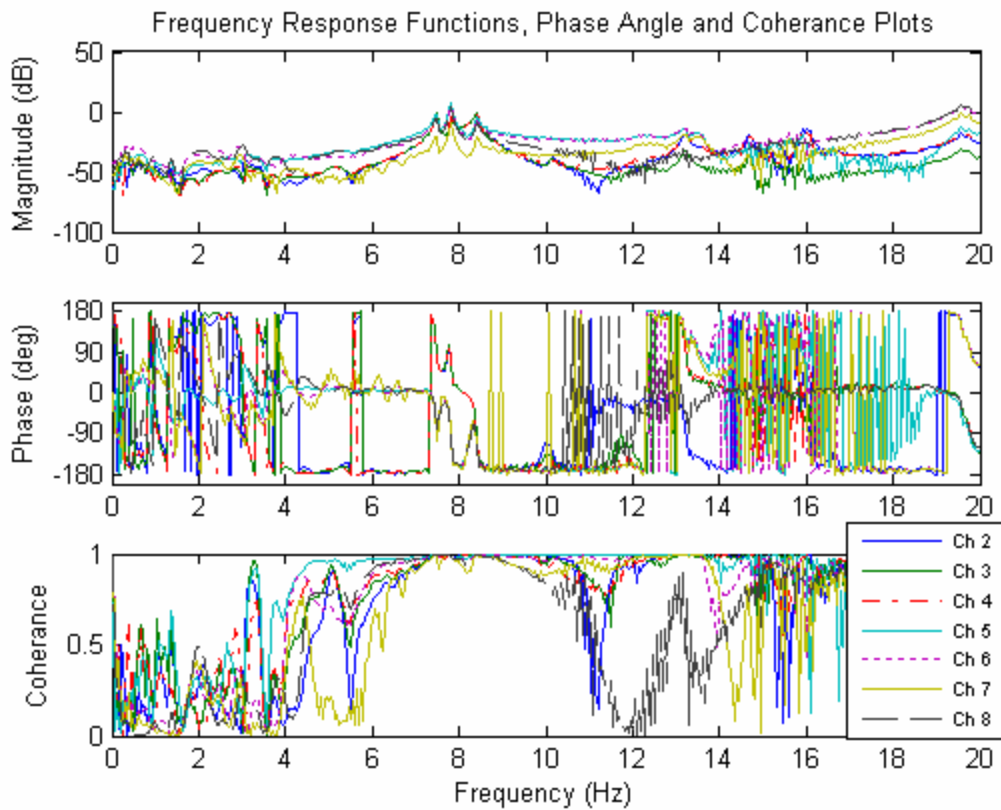 Frequency Response Functions, Phase Angle and Coherance Plots
Magnitude (dB)
50
0
-50
-100
0 2 4 6 8 10 12 14 16 18 20
Phase (deg)
180
90
0
-90
-180
0 2 4 6 8 10 12 14 16 18 20
Coherance
1
0.5
0
0 2 4 6 8 10 12 14 16 18 20
Frequency (Hz)
Ch 2
Ch 3
Ch 4
Ch 5
Ch 6
Ch 7
Ch 8